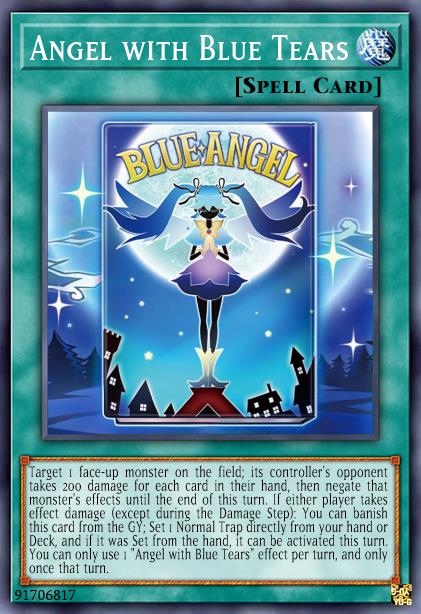 ANGEL WITH BLUE TEARS
魔
[SPELL CARD]
BLUE ANGEL
Target 1 face-up monster on the field; its controller's opponent
takes 200 damage for each card in their hand, then negate that
monster's effects until the end of this turn. If either player takes
effect damage (except during the Damage Step): You can banish
this card from the GY; Set 1 Normal Trap directly from your hand or
Deck, and if it was Set from the hand, it can be activated this turn.
You can only use 1 "Angel with Blue Tears" effect per turn, and only
once that turn.
91706817